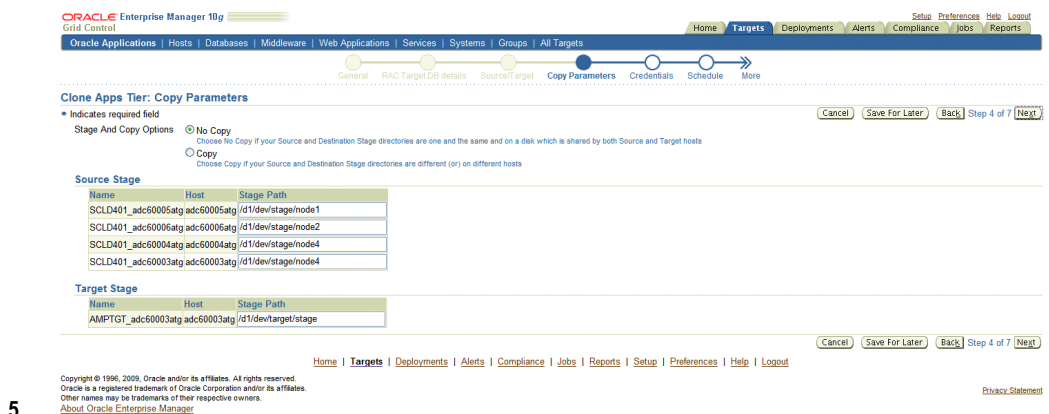 ORACLE Enterprise Manager 10g
Grid Control
Setup Preferences Help Logout
Home Targets Deployments Alerts Compliance Jobs Reports
Oracle Applications | Hosts | Databases | Middleware | Web Applications | Services | Systems | Groups | All Targets
General RAC Target DB details Source/Target Copy Parameters Credentials Schedule More
Clone Apps Tier: Copy Parameters
* Indicates required field
Cancel Save For Later Back Step 4 of 7 Next
Stage And Copy Options No Copy
Choose No Copy if your Source and Destination Stage directories are one and the same and on a disk which is shared by both Source and Target hosts
Copy
Choose Copy if your Source and Destination Stage directories are different (or) on different hosts
Source Stage
Name Host Stage Path
SCLD401_adc60005atg adc60005atg /d1/dev/stage/node1
SCLD401_adc60006atg adc60006atg /d1/dev/stage/node2
SCLD401_adc60004atg adc60004atg /d1/dev/stage/node4
SCLD401_adc60003atg adc60003atg /d1/dev/stage/node4
Target Stage
Name Host Stage Path
AMPTGT_adc60003atg adc60003atg /d1/dev/target/stage
Cancel Save For Later Back Step 4 of 7 Next
Home | Targets | Deployments | Alerts | Compliance | Jobs | Reports | Setup | Preferences | Help | Logout
Copyright © 1996, 2009, Oracle and/or its affiliates. All rights reserved.
Oracle is a registered trademark of Oracle Corporation and/or its affiliates.
Other names may be trademarks of their respective owners.
About Oracle Enterprise Manager
Privacy Statement
5